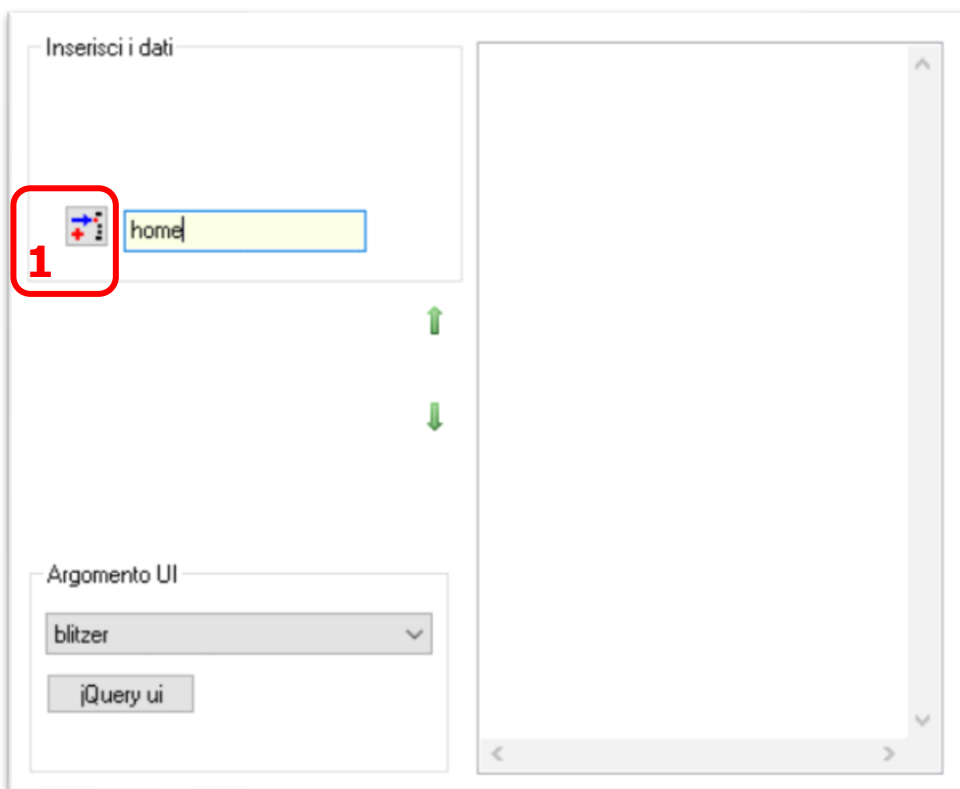 Inserisci i dati
home
1
Argomento UI
blitzer
jQuery ui